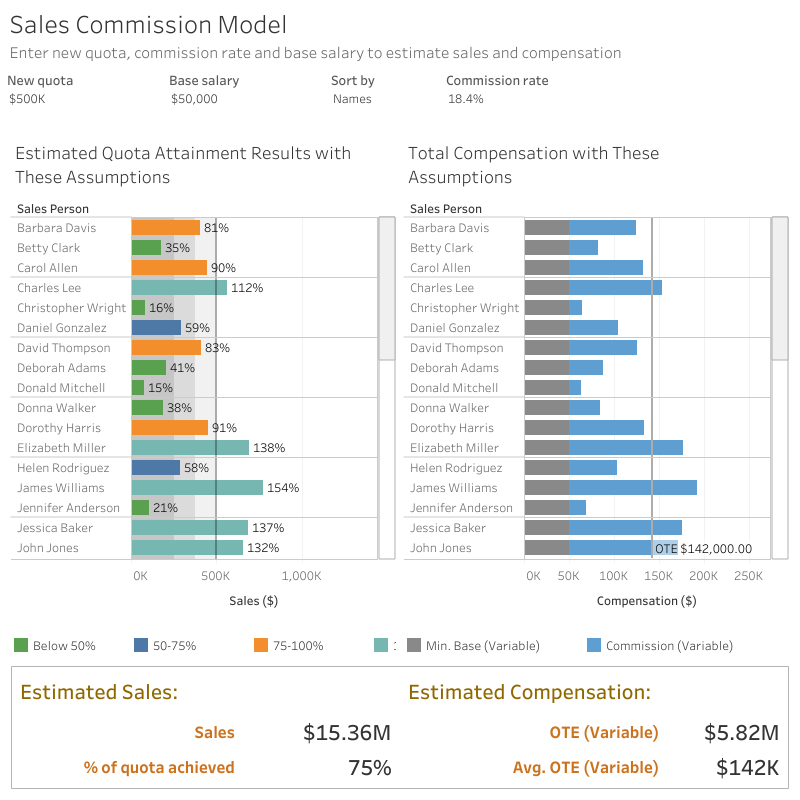 Sales Commission Model
Enter new quota, commission rate and base salary to estimate sales and compensation
New quota Base salary Sort by Commission rate
$500K $50,000 Names 18.4%
Estimated Quota Attainment Results with
These Assumptions
Sales Person
Barbara Davis 81%
Betty Clark 35%
Carol Allen 90%
Charles Lee 112%
Christopher Wright 16%
Daniel Gonzalez 59%
David Thompson 83%
Deborah Adams 41%
Donald Mitchell 15%
Donna Walker 38%
Dorothy Harris 91%
Elizabeth Miller 138%
Helen Rodriguez 58%
James Williams 154%
Jennifer Anderson 21%
Jessica Baker 137%
John Jones 132%
0K 500K 1,000K
Sales ($)
Below 50% 50-75% 75-100%
Total Compensation with These
Assumptions
Sales Person
Barbara Davis
Betty Clark
Carol Allen
Charles Lee
Christopher Wright
Daniel Gonzalez
David Thompson
Deborah Adams
Donald Mitchell
Donna Walker
Dorothy Harris
Elizabeth Miller
Helen Rodriguez
James Williams
Jennifer Anderson
Jessica Baker
John Jones OTE $142,000.00
0K 50K 100K 150K 200K 250K
Compensation ($)
Min. Base (Variable) Commission (Variable)
Estimated Sales:
Sales $15.36M
% of quota achieved 75%
Estimated Compensation:
OTE (Variable) $5.82M
Avg. OTE (Variable) $142K